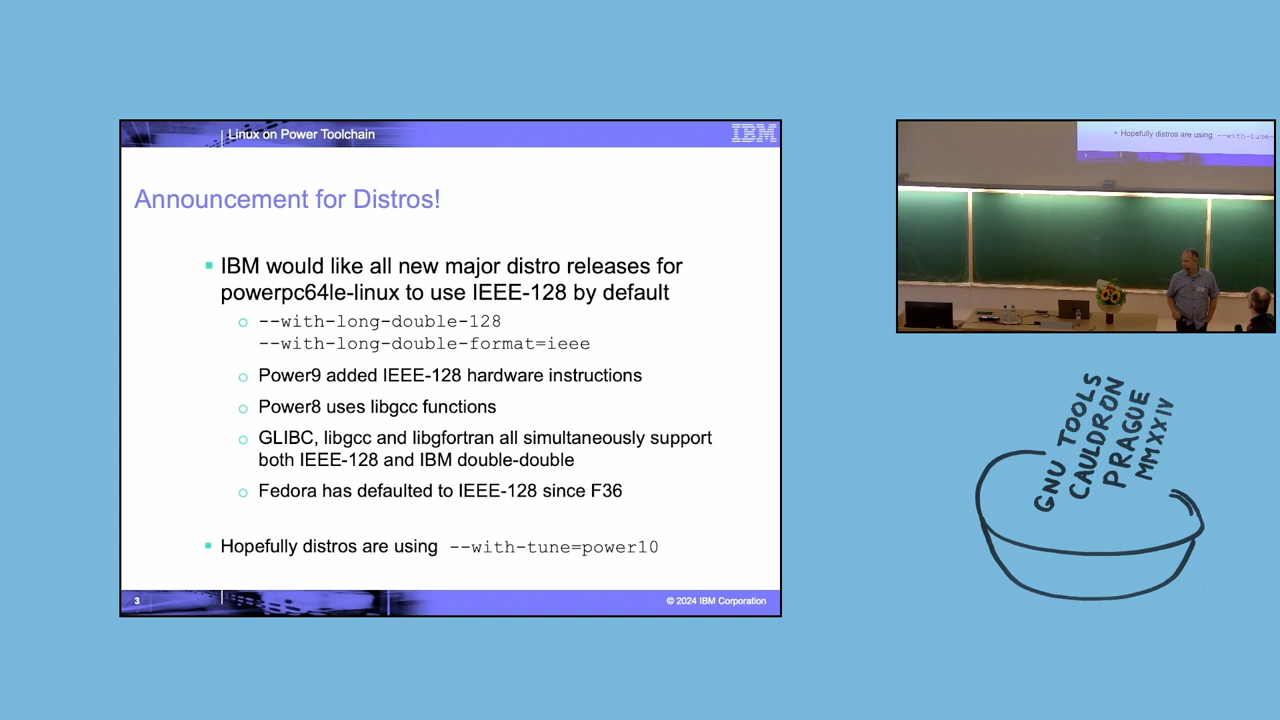 Linux on Power Toolchain
IBM
Announcement for Distros!
IBM would like all new major distro releases for
powerpc64le-linux to use IEEE-128 by default
--with-long-double-128
--with-long-double-format=ieee
Power9 added IEEE-128 hardware instructions
Power8 uses libgcc functions
GLIBC, libgcc and libgfortran all simultaneously support
both IEEE-128 and IBM double-double
Fedora has defaulted to IEEE-128 since F36
Hopefully distros are using --with-tune=power10
3
© 2024 IBM Corporation
Hopefully distros are using --with-tune=
GNU TOOLS
CAULDRON
PRAGUE
MMXXIV